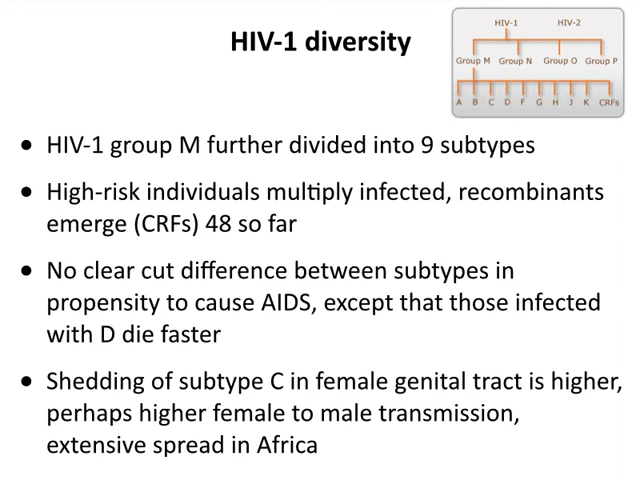 HIV-1 diversity
HIV-1 HIV-2
Group M Group N Group O Group P
A B C D F G H J K CRFs
• HIV-1 group M further divided into 9 subtypes
• High-risk individuals multiply infected, recombinants
emerge (CRFs) 48 so far
• No clear cut difference between subtypes in
propensity to cause AIDS, except that those infected
with D die faster
• Shedding of subtype C in female genital tract is higher,
perhaps higher female to male transmission,
extensive spread in Africa